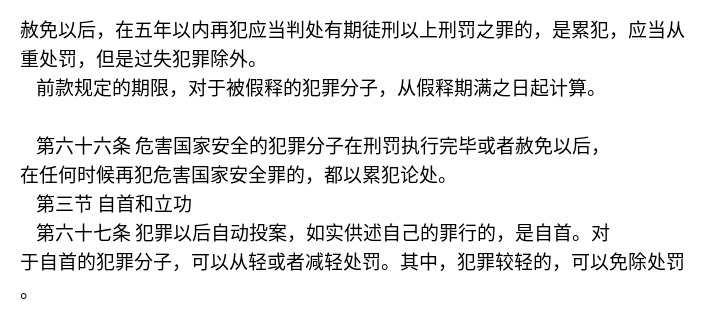 赦免以后，在五年以内再犯应当判处有期徒刑以上刑罚之罪的，是累犯，应当从
重处罚，但是过失犯罪除外。
前款规定的期限，对于被假释的犯罪分子，从假释期满之日起计算。
第六十六条 危害国家安全的犯罪分子在刑罚执行完毕或者赦免以后，
在任何时候再犯危害国家安全罪的，都以累犯论处。
第三节 自首和立功
第六十七条 犯罪以后自动投案，如实供述自己的罪行的，是自首。对
于自首的犯罪分子，可以从轻或者减轻处罚。其中，犯罪较轻的，可以免除处罚
。